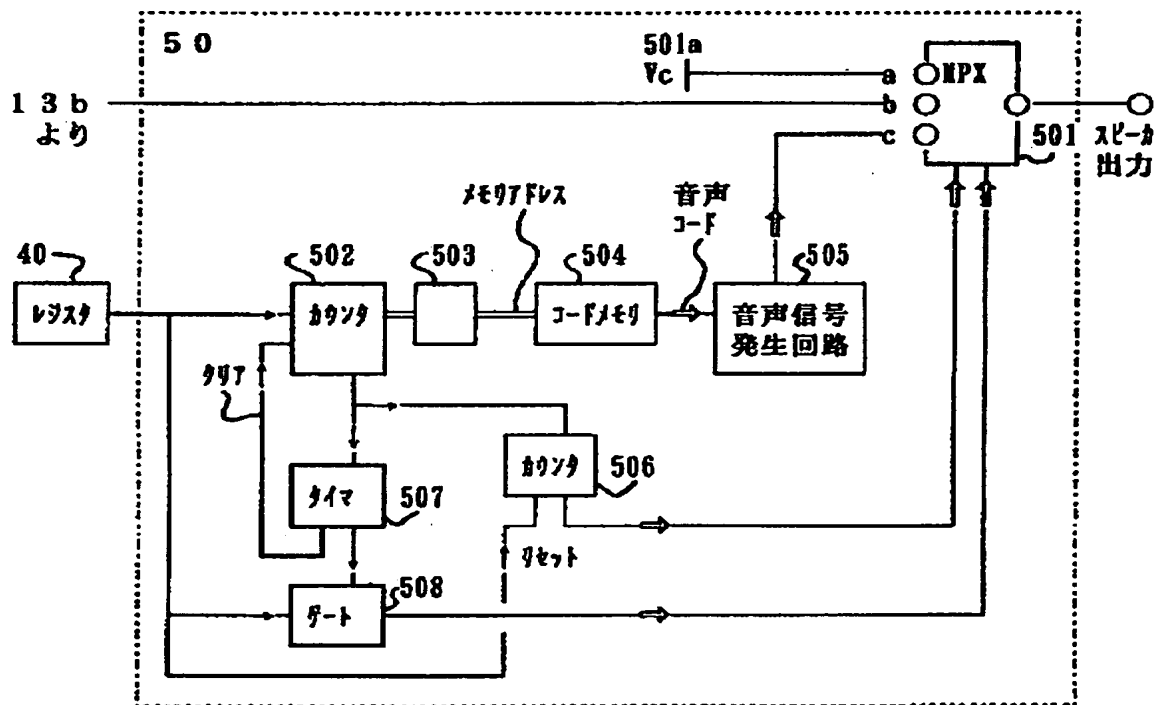 ５０
501a
Vc
a
MPX
１３b
より
b
c
501
ｽﾋﾟｰｶ
出力
ﾒﾓﾘｱﾄﾞﾚｽ
音声
ｺｰﾄﾞ
40
ﾚｼﾞｽﾀ
502
ｶｳﾝﾀ
503
504
ｺｰﾄﾞﾒﾓﾘ
505
音声信号
発生回路
ｸﾘｱ
ﾀｲﾏ
507
ｶｳﾝﾀ
506
ﾘｾｯﾄ
ｹﾞｰﾄ
508